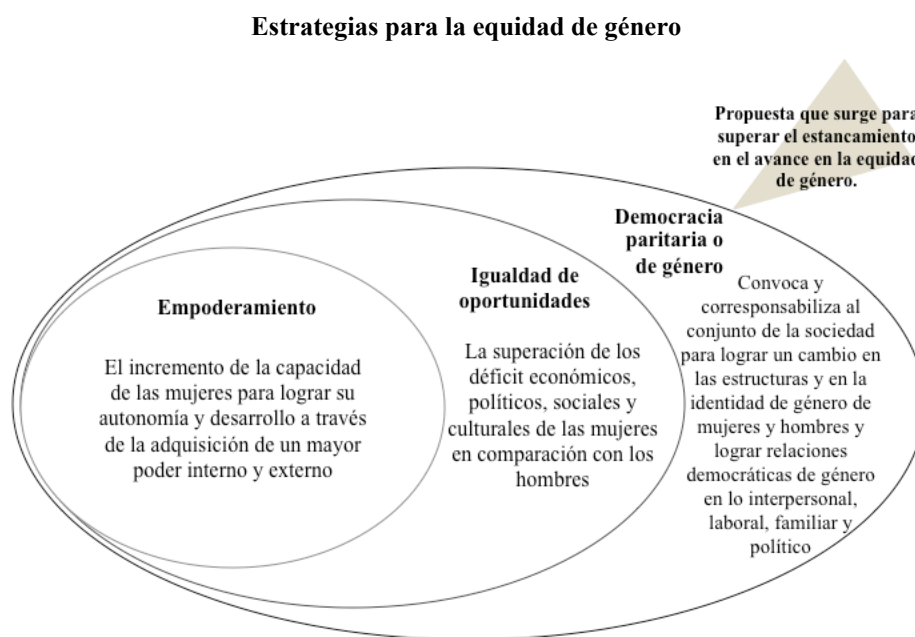 Estrategias para la equidad de género
Propuesta que surge para
superar el estancamiento
en el avance en la equidad
de género.
Democracia
paritaria o
de género
Convoca y
corresponsabiliza al
conjunto de la sociedad
para lograr un cambio en
las estructuras y en la
identidad de género de
mujeres y hombres y
lograr relaciones
democráticas de género
en lo interpersonal,
laboral, familiar y
político
Igualdad de
oportunidades
La superación de los
déficit económicos,
políticos, sociales y
culturales de las mujeres
en comparación con los
hombres
Empoderamiento
El incremento de la capacidad
de las mujeres para lograr su
autonomía y desarrollo a través
de la adquisición de un mayor
poder interno y externo